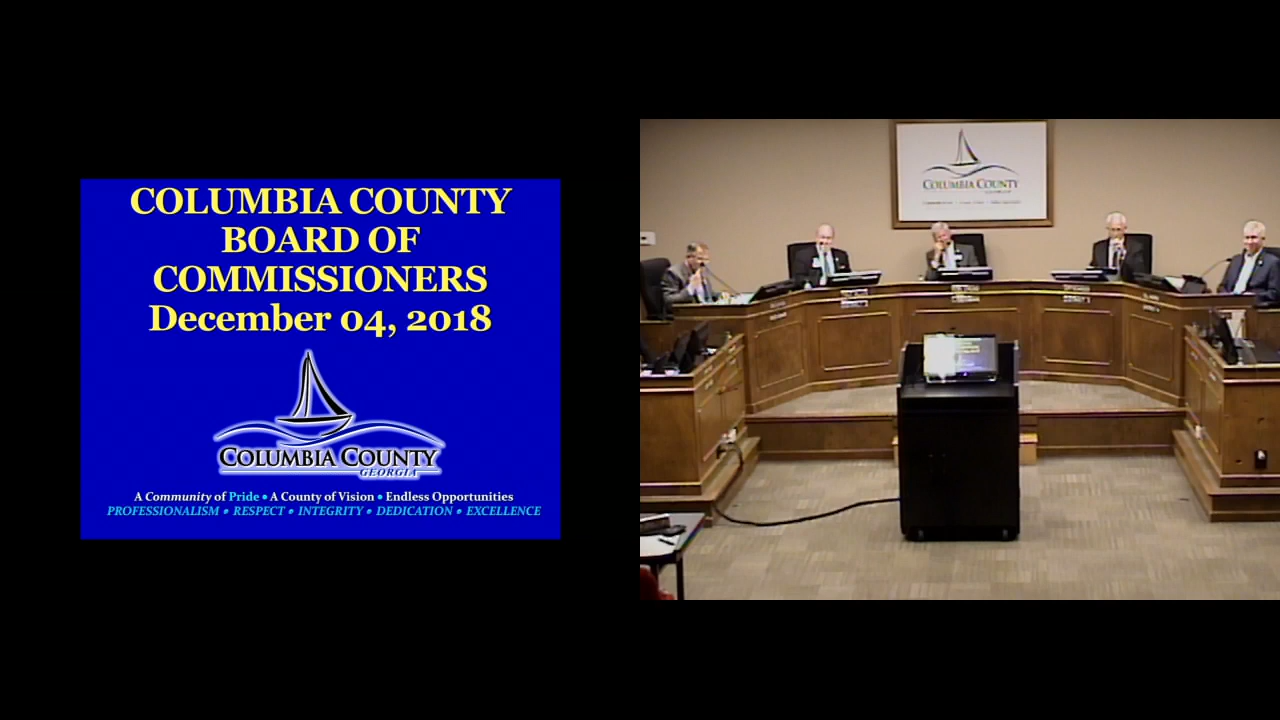 COLUMBIA COUNTY
BOARD OF
COMMISSIONERS
December 04, 2018
COLUMBIA COUNTY
GEORGIA
A Community of Pride • A County of Vision • Endless Opportunities
PROFESSIONALISM • RESPECT • INTEGRITY • DEDICATION • EXCELLENCE
COLUMBIA COUNTY